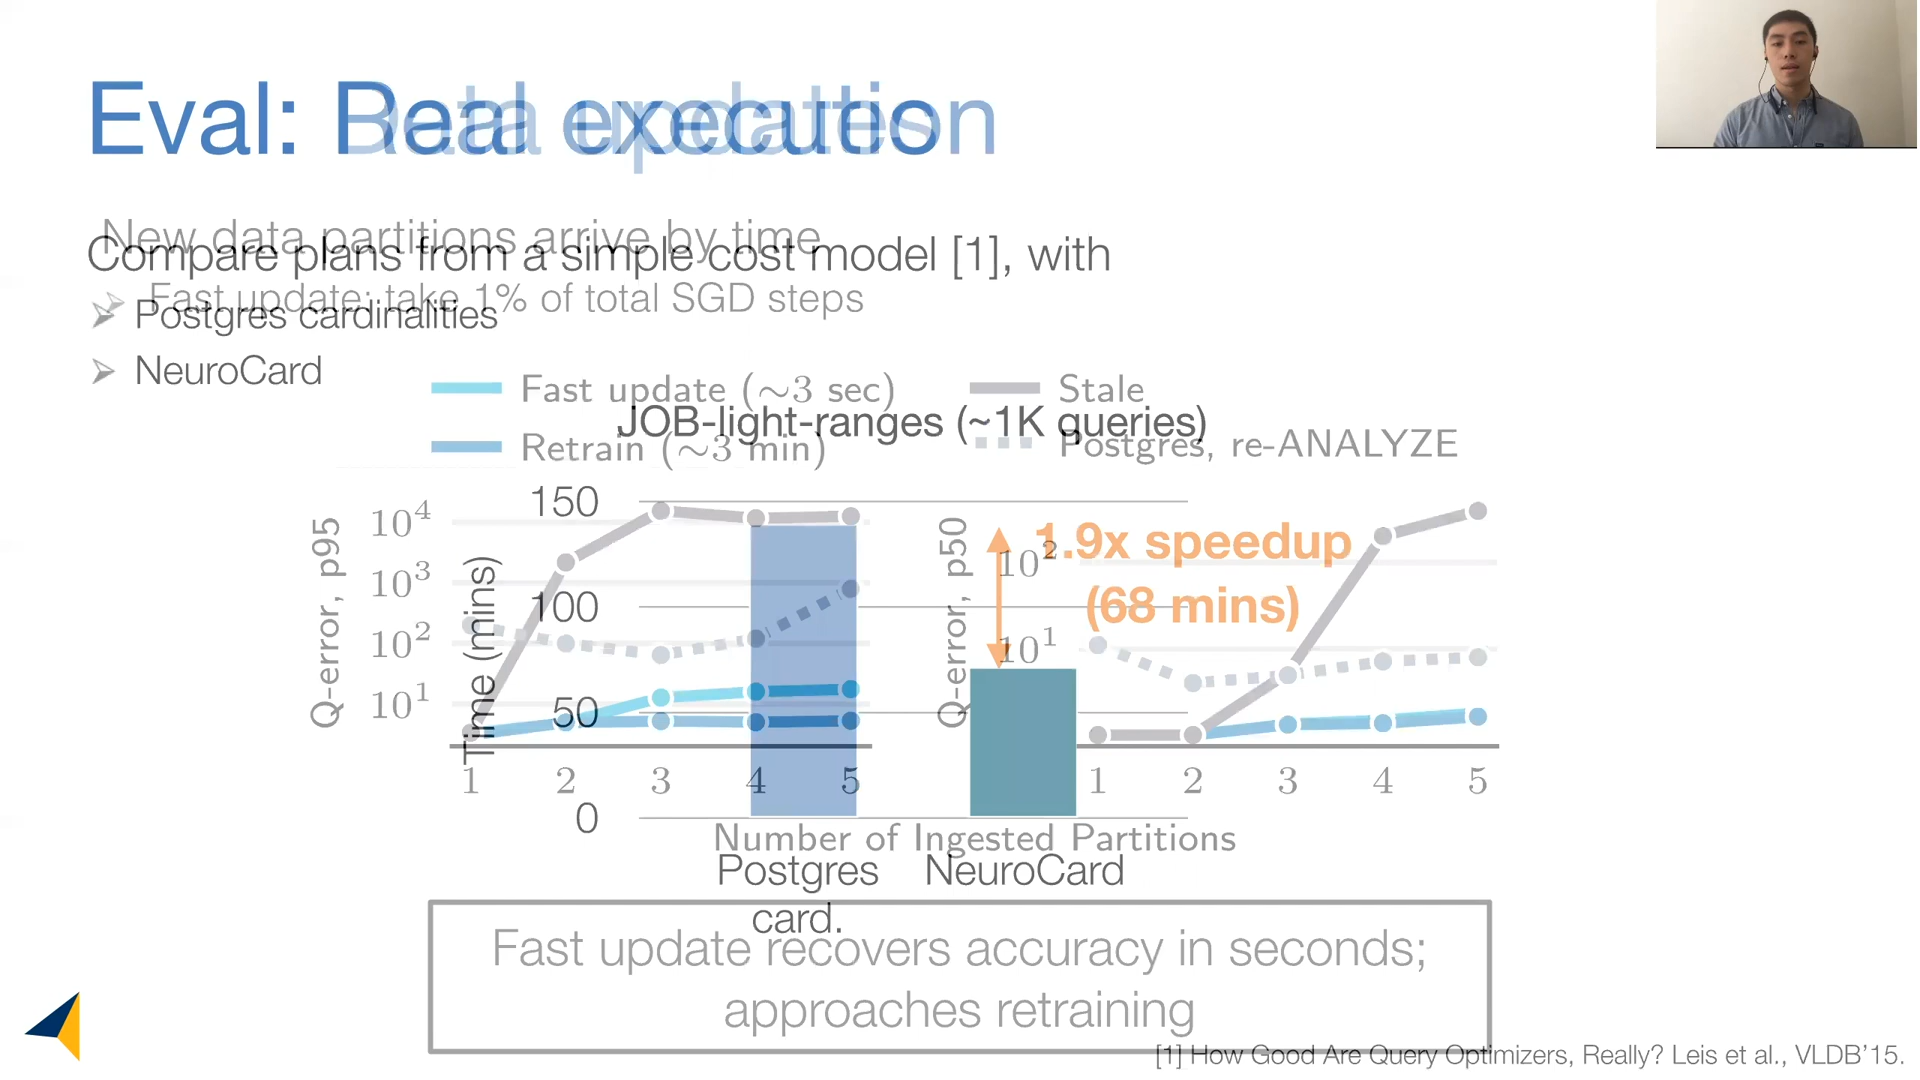 Eval: Real execution
Data updates
New data partitions arrive by time
Compare plans from a simple cost model [1], with
Fast update: take 1% of total SGD steps
➢ Postgres cardinalities
➢ NeuroCard
Fast update (~3 sec)
Stale
JOB-light-ranges (~1K queries)
Retrain (~3 min)
Postgres, re-ANALYZE
Q-error, p95
10⁴
10³
10²
10¹
1 2 3 4 5
Time (mins)
150
100
50
0
1.9x speedup
(68 mins)
Q-error, p50
10²
10¹
1 2 3 4 5
Number of Ingested Partitions
Postgres card.
NeuroCard
Fast update recovers accuracy in seconds;
approaches retraining
[1] How Good Are Query Optimizers, Really? Leis et al., VLDB’15.